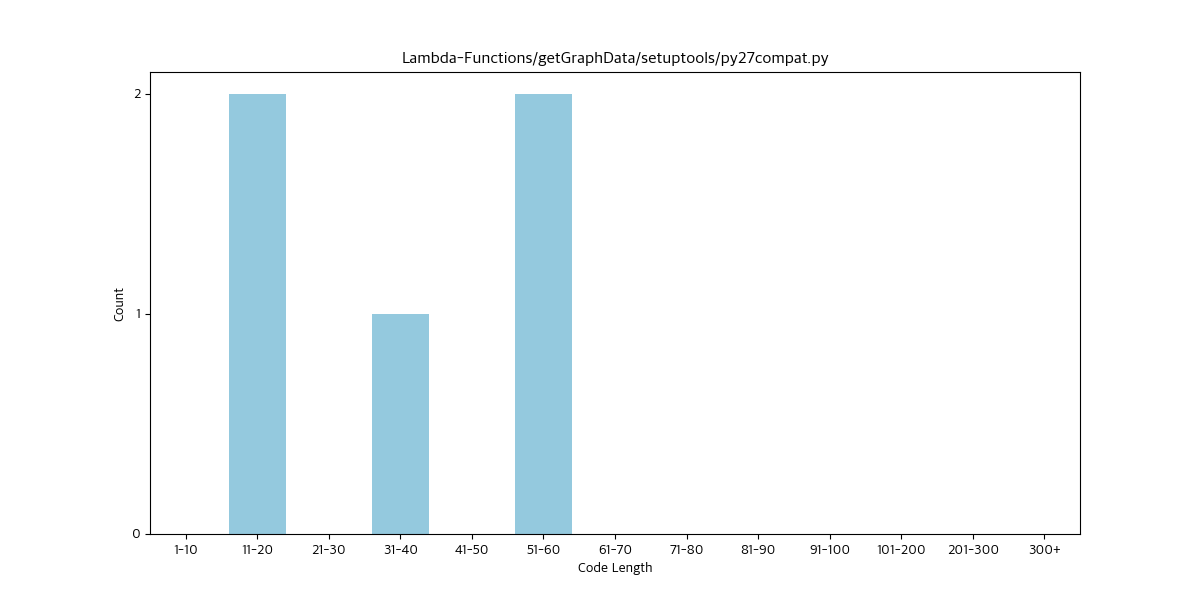 Lambda-Functions/getGraphData/setuptools/py27compat.py
Count
2
1
0
1-10 11-20 21-30 31-40 41-50 51-60 61-70 71-80 81-90 91-100 101-200 201-300 300+
Code Length